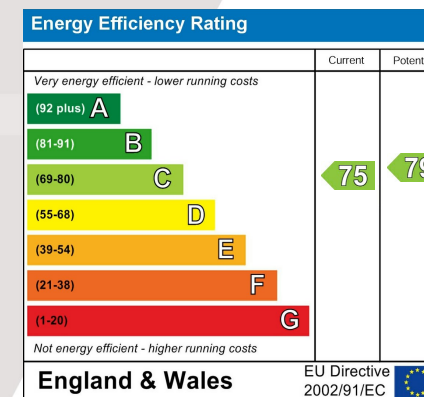 Energy Efficiency Rating
Current Potent
Very energy efficient - lower running costs
(92 plus) A
(81-91) B
(69-80) C
75 79
(55-68) D
(39-54) E
(21-38) F
(1-20) G
Not energy efficient - higher running costs
England & Wales
EU Directive
2002/91/EC